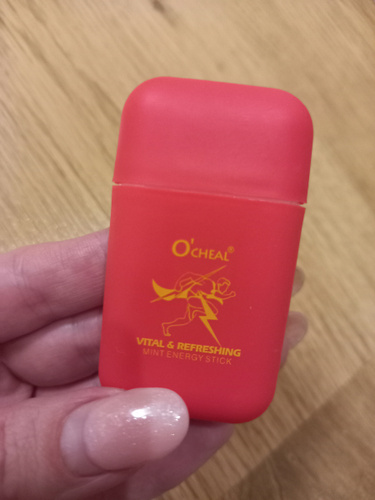 O'CHEAL®
VITAL & REFRESHING
MINT ENERGY STICK